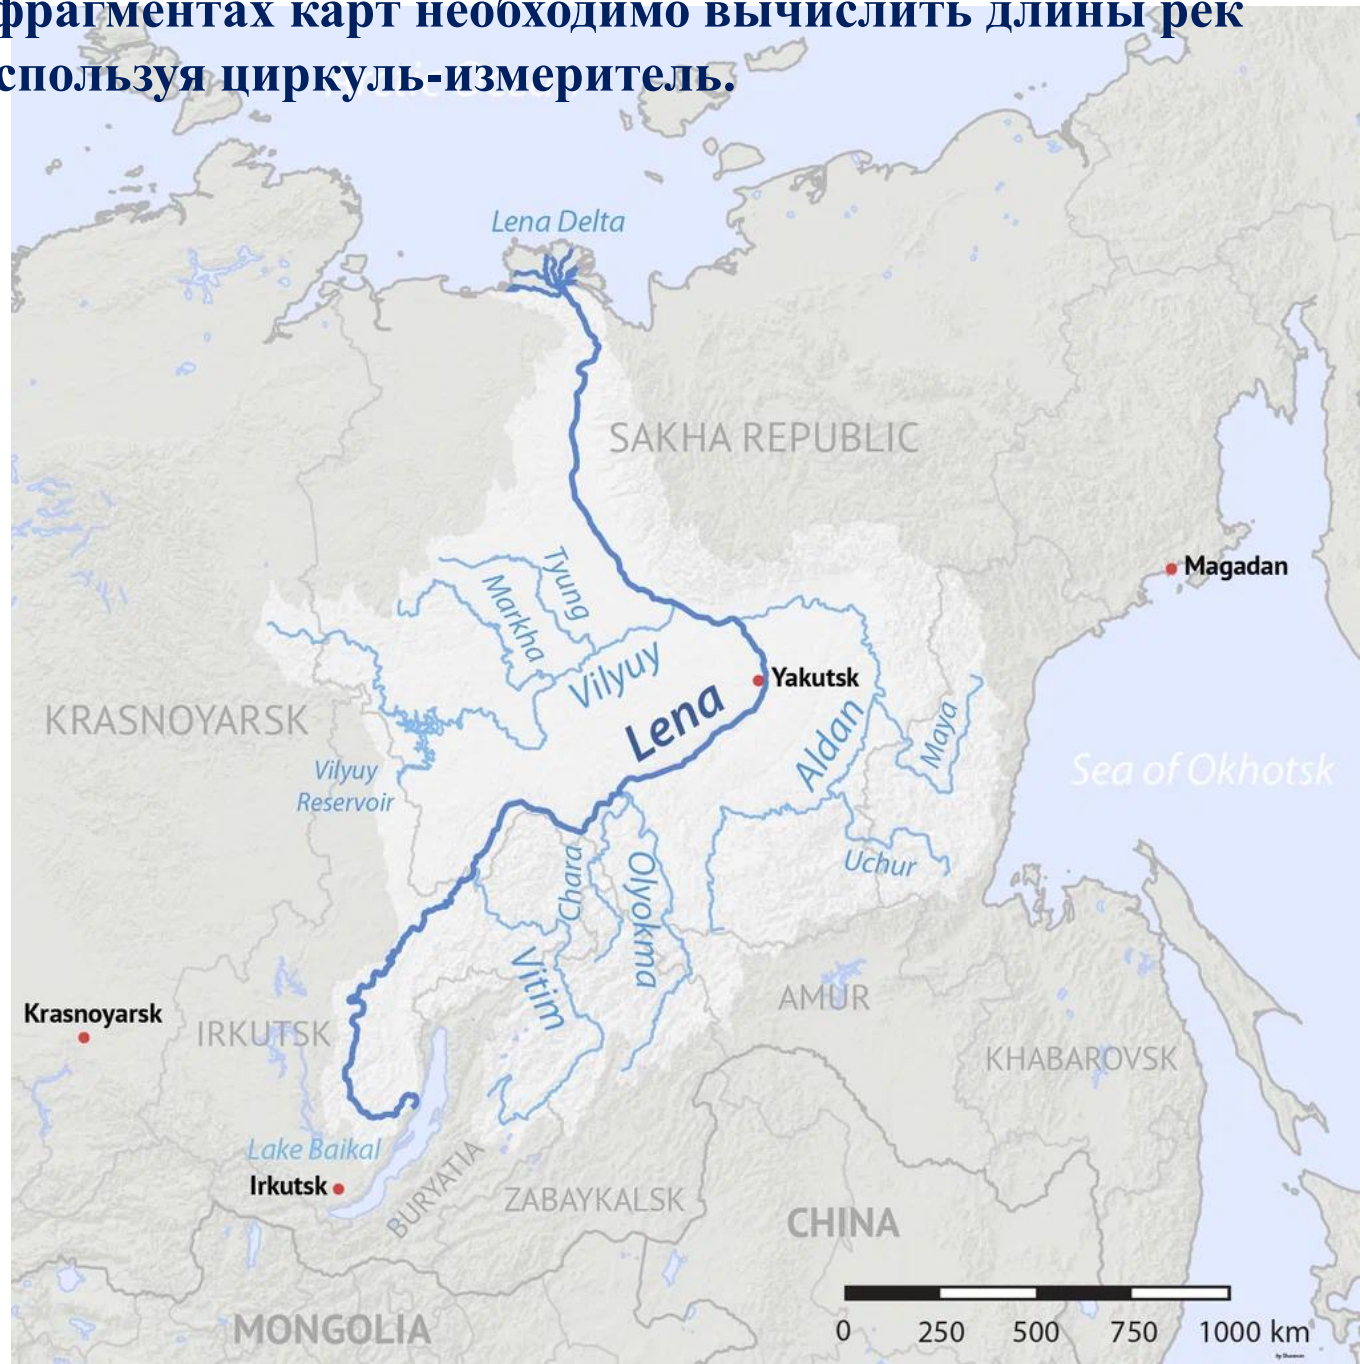 фрагментах карт необходимо вычислить длины рек
спользуя циркуль-измеритель.
Lena Delta
SAKHA REPUBLIC
Magadan
Tyung
Markha
Vilyuy
Yakutsk
Lena
Aldan
Maya
KRASNOYARSK
Sea of Okhotsk
Vilyuy
Reservoir
Chara
Olyokma
Uchur
Vitim
AMUR
Krasnoyarsk
IRKUTSK
KHABAROVSK
Lake Baikal
Irkutsk
BURYATIA
ZABAYKALSK
CHINA
MONGOLIA
0 250 500 750 1000 km